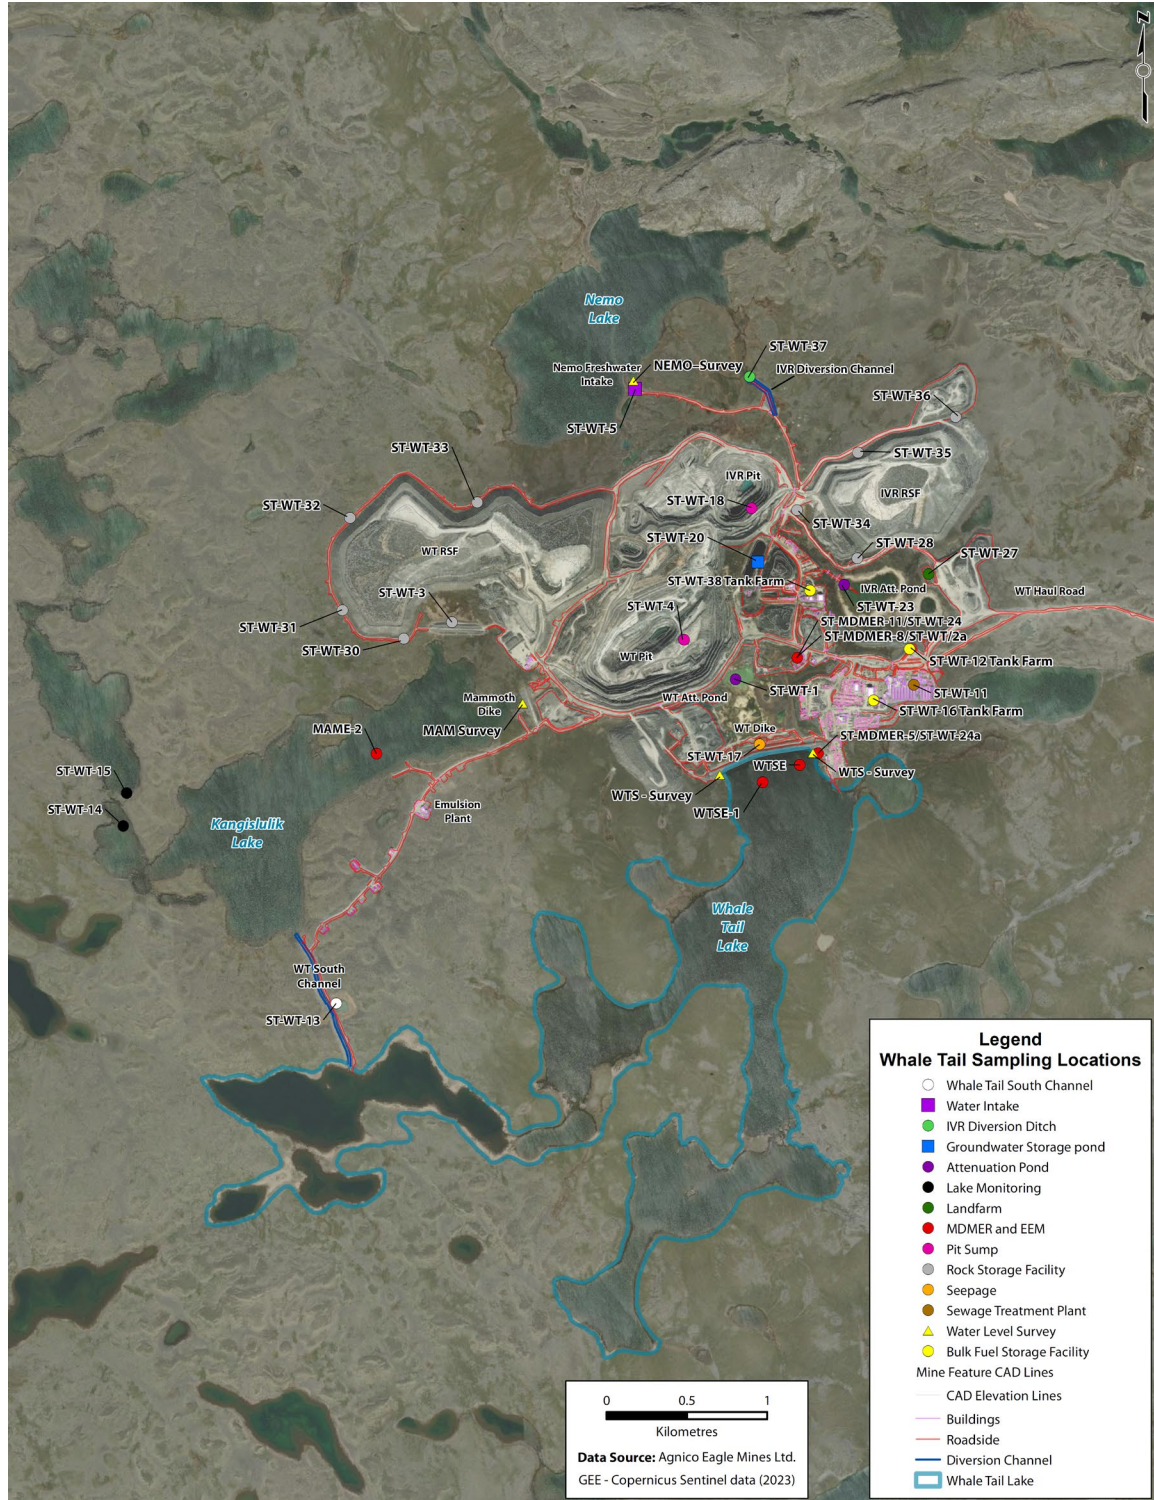 N
Nemo
Lake
ST-WT-37
Nemo Freshwater
Intake
NEMO-Survey
IVR Diversion Channel
ST-WT-36
ST-WT-5
ST-WT-33
ST-WT-35
IVR Pit
IVR RSF
ST-WT-32
ST-WT-18
ST-WT-34
ST-WT-20
ST-WT-28
WT RSF
ST-WT-27
ST-WT-38 Tank Farm
IVR Att. Pond
WT Haul Road
ST-WT-3
ST-WT-4
ST-WT-23
ST-MDMER-11/ST-WT-24
ST-WT-31
ST-MDMER-8/ST-WT/2a
ST-WT-30
WT Pit
ST-WT-12 Tank Farm
WT Att. Pond
ST-WT-1
ST-WT-11
Mammoth
Dike
ST-WT-16 Tank Farm
MAME-2
MAM Survey
WT Dike
ST-MDMER-5/ST-WT-24a
ST-WT-17
WTSE
ST-WT-15
WTS - Survey
WTS - Survey
ST-WT-14
Emulsion
Plant
WTSE-1
Kangislulik
Lake
Whale
Tail
Lake
WT South
Channel
ST-WT-13
Legend
Whale Tail Sampling Locations
Whale Tail South Channel
Water Intake
IVR Diversion Ditch
Groundwater Storage pond
Attenuation Pond
Lake Monitoring
Landfarm
MDMER and EEM
Pit Sump
Rock Storage Facility
Seepage
Sewage Treatment Plant
Water Level Survey
Bulk Fuel Storage Facility
Mine Feature CAD Lines
CAD Elevation Lines
Buildings
Roadside
Diversion Channel
Whale Tail Lake
0 0.5 1
Kilometres
Data Source: Agnico Eagle Mines Ltd.
GEE - Copernicus Sentinel data (2023)